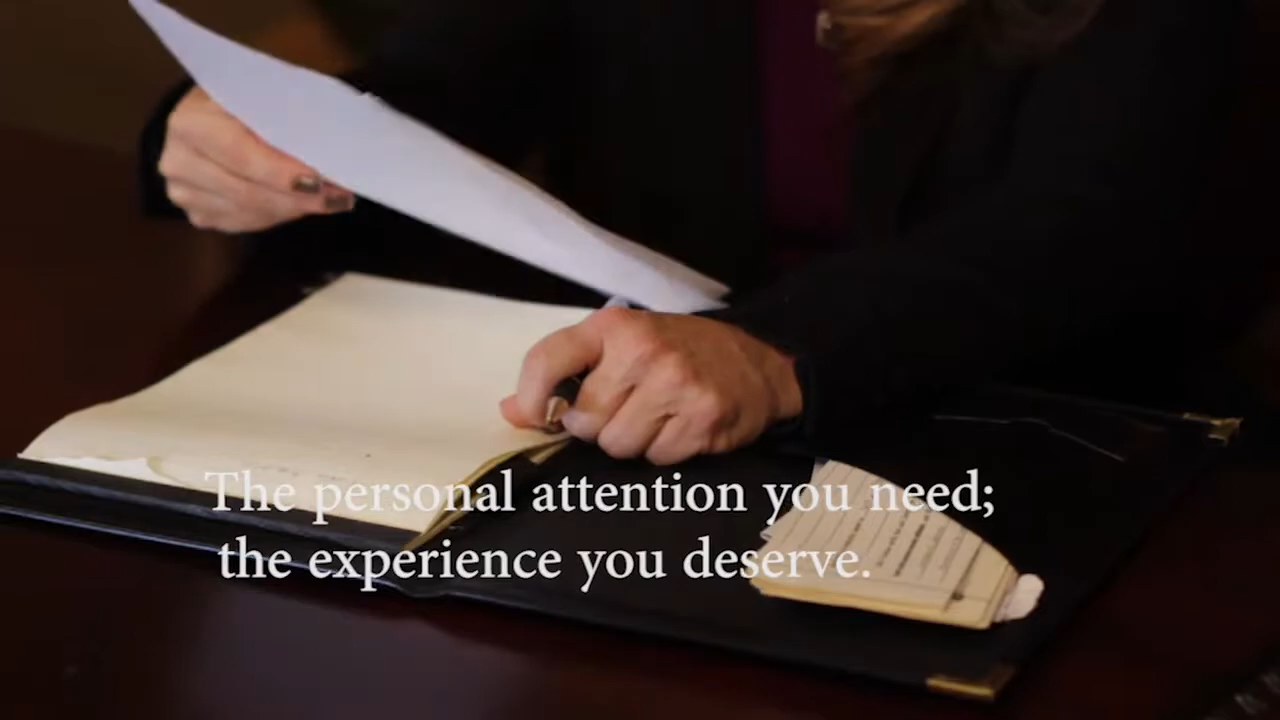 The personal attention you need;
the experience you deserve.